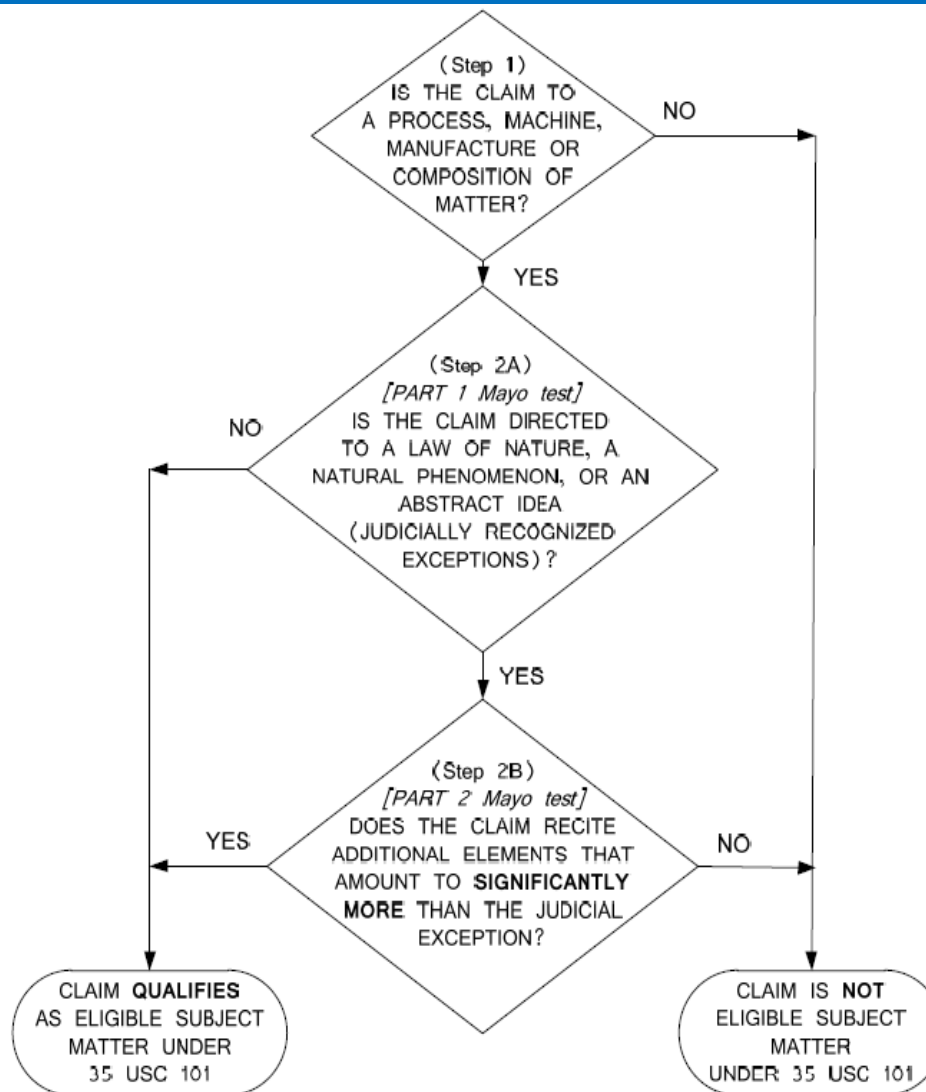 (Step 1)
IS THE CLAIM TO
A PROCESS, MACHINE,
MANUFACTURE OR
COMPOSITION OF
MATTER?
NO
YES
(Step 2A)
[PART 1 Mayo test]
IS THE CLAIM DIRECTED
TO A LAW OF NATURE, A
NATURAL PHENOMENON, OR AN
ABSTRACT IDEA
(JUDICIALLY RECOGNIZED
EXCEPTIONS)?
NO
YES
(Step 2B)
[PART 2 Mayo test]
DOES THE CLAIM RECITE
ADDITIONAL ELEMENTS THAT
AMOUNT TO SIGNIFICANTLY
MORE THAN THE JUDICIAL
EXCEPTION?
YES
NO
CLAIM QUALIFIES
AS ELIGIBLE SUBJECT
MATTER UNDER
35 USC 101
CLAIM IS NOT
ELIGIBLE SUBJECT
MATTER
UNDER 35 USC 101